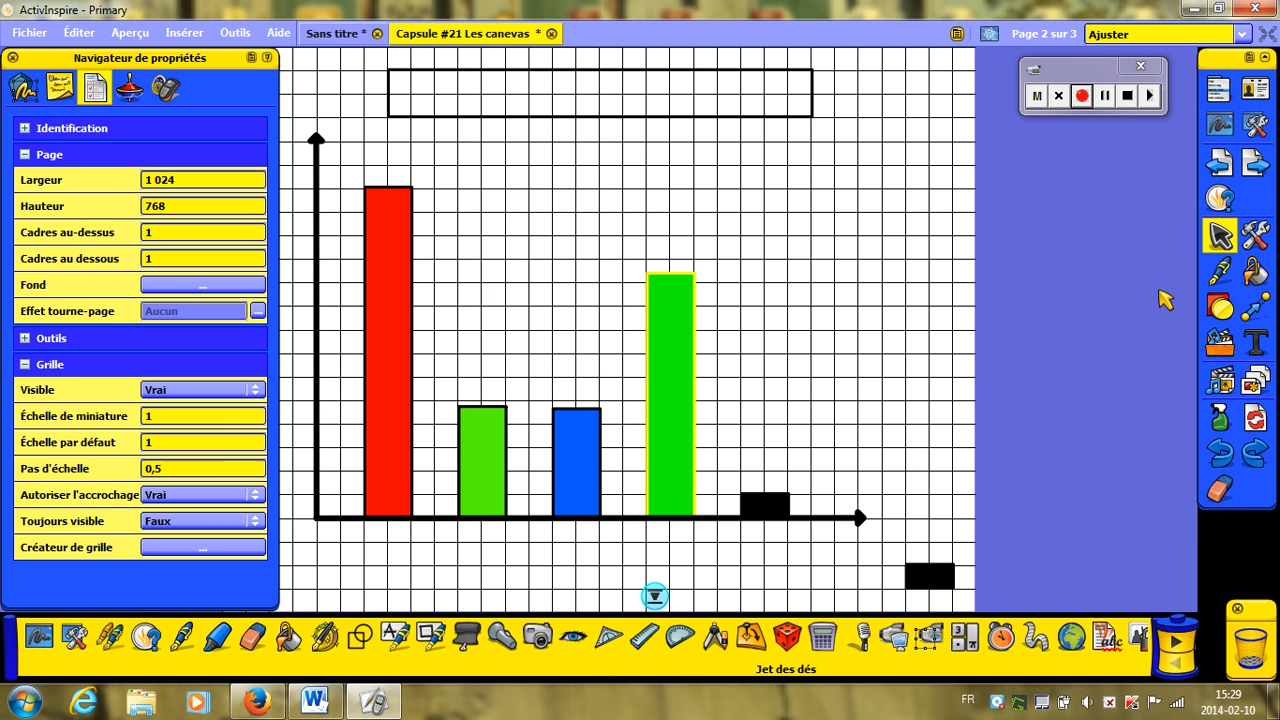 ActivInspire - Primary
Fichier Éditer Aperçu Insérer Outils Aide
Sans titre *
Capsule #21 Les canevas *
Page 2 sur 3
Ajuster
Navigateur de propriétés
Identification
Page
Largeur 1 024
Hauteur 768
Cadres au-dessus 1
Cadres au dessous 1
Fond ...
Effet tourne-page Aucun ...
Outils
Grille
Visible Vrai
Échelle de miniature 1
Échelle par défaut 1
Pas d'échelle 0,5
Autoriser l'accrochage Vrai
Toujours visible Faux
Créateur de grille ...
M
T
abc
Jet des dés
FR
15:29
2014-02-10